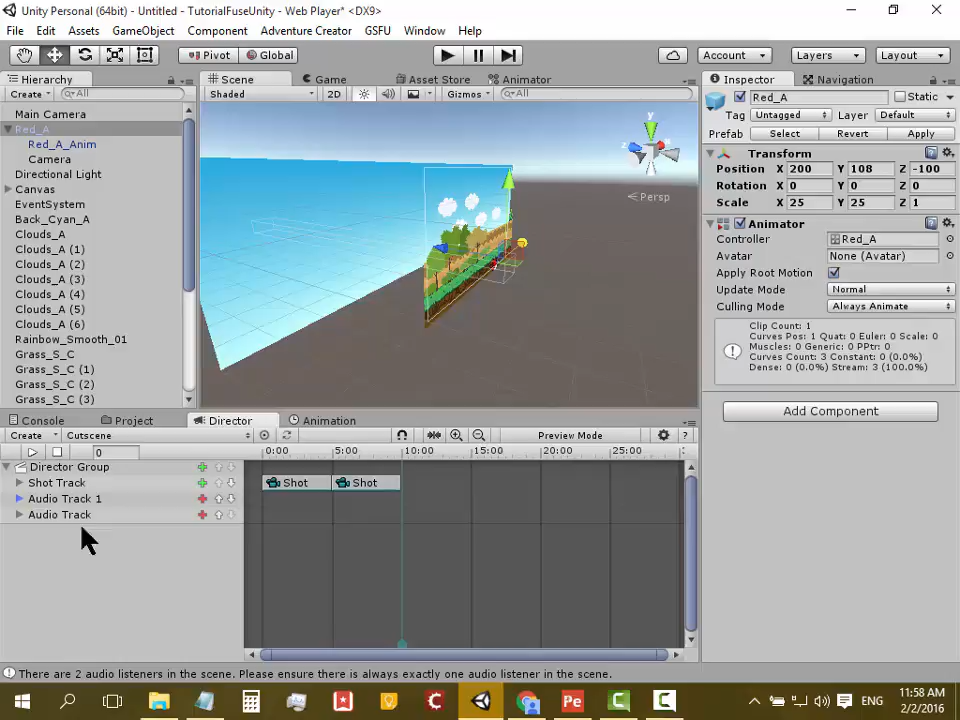 Unity Personal (64bit) - Untitled - TutorialFuseUnity - Web Player* <DX9>
File Edit Assets GameObject Component Adventure Creator GSFU Window Help
Pivot Global Account Layers Layout
Hierarchy Scene Game Asset Store Animator Inspector Navigation
Create All Shaded 2D Gizmos All Red_A Static
Main Camera
Tag Untagged Layer Default
Red_A
Prefab Select Revert Apply
Red_A_Anim
Camera
Directional Light
Canvas
EventSystem
Back_Cyan_A
Clouds_A
Clouds_A (1)
Clouds_A (2)
Clouds_A (3)
Clouds_A (4)
Clouds_A (5)
Clouds_A (6)
Rainbow_Smooth_01
Grass_S_C
Grass_S_C (1)
Grass_S_C (2)
Grass_S_C (3)
y
x
z
Persp
Transform
Position X 200 Y 108 Z -100
Rotation X 0 Y 0 Z 0
Scale X 25 Y 25 Z 1
Animator
Controller Red_A
Avatar None (Avatar)
Apply Root Motion
Update Mode Normal
Culling Mode Always Animate
Clip Count: 1
Curves Pos: 1 Quat: 0 Euler: 0 Scale: 0
Muscles: 0 Generic: 0 PPtr: 0
Curves Count: 3 Constant: 0 (0.0%)
Dense: 0 (0.0%) Stream: 3 (100.0%)
Add Component
Console Project Director Animation
Create Cutscene Preview Mode ?
0 0:00 5:00 10:00 15:00 20:00 25:00
Director Group
Shot Track Shot Shot
Audio Track 1
Audio Track
There are 2 audio listeners in the scene. Please ensure there is always exactly one audio listener in the scene.
Pe ENG 11:58 AM
2/2/2016